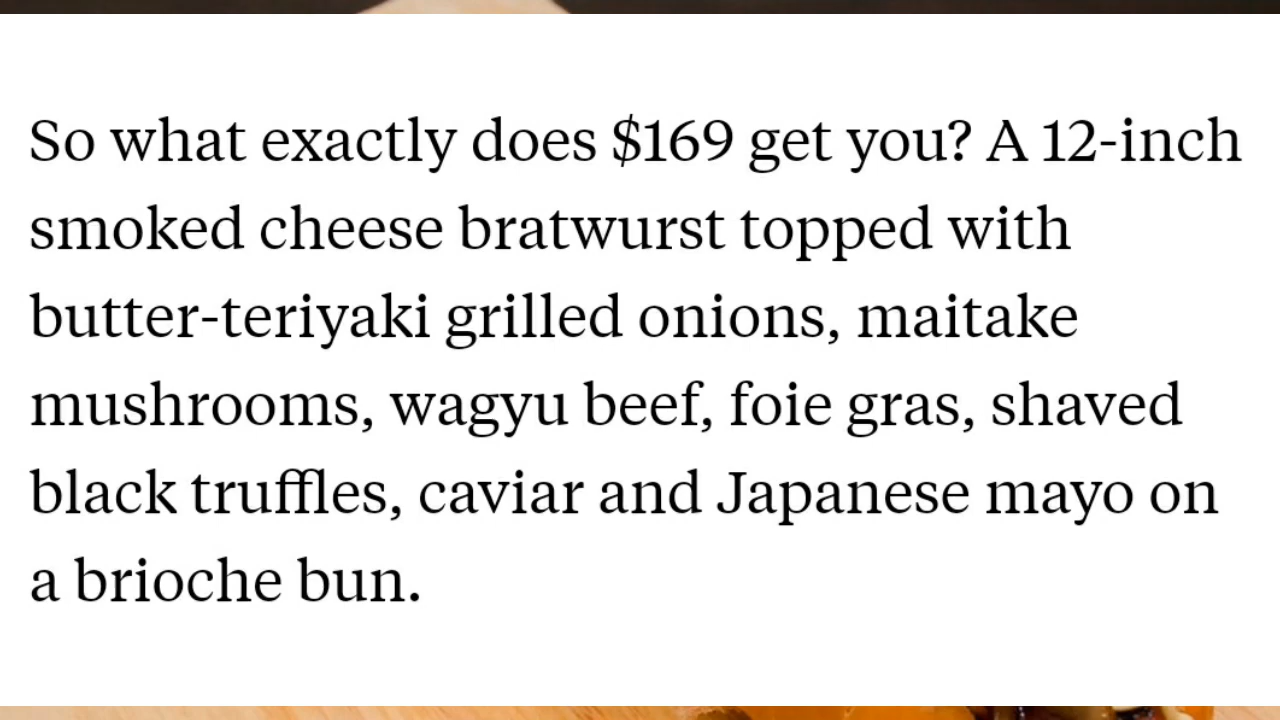 So what exactly does $169 get you? A 12-inch
smoked cheese bratwurst topped with
butter-teriyaki grilled onions, maitake
mushrooms, wagyu beef, foie gras, shaved
black truffles, caviar and Japanese mayo on
a brioche bun.